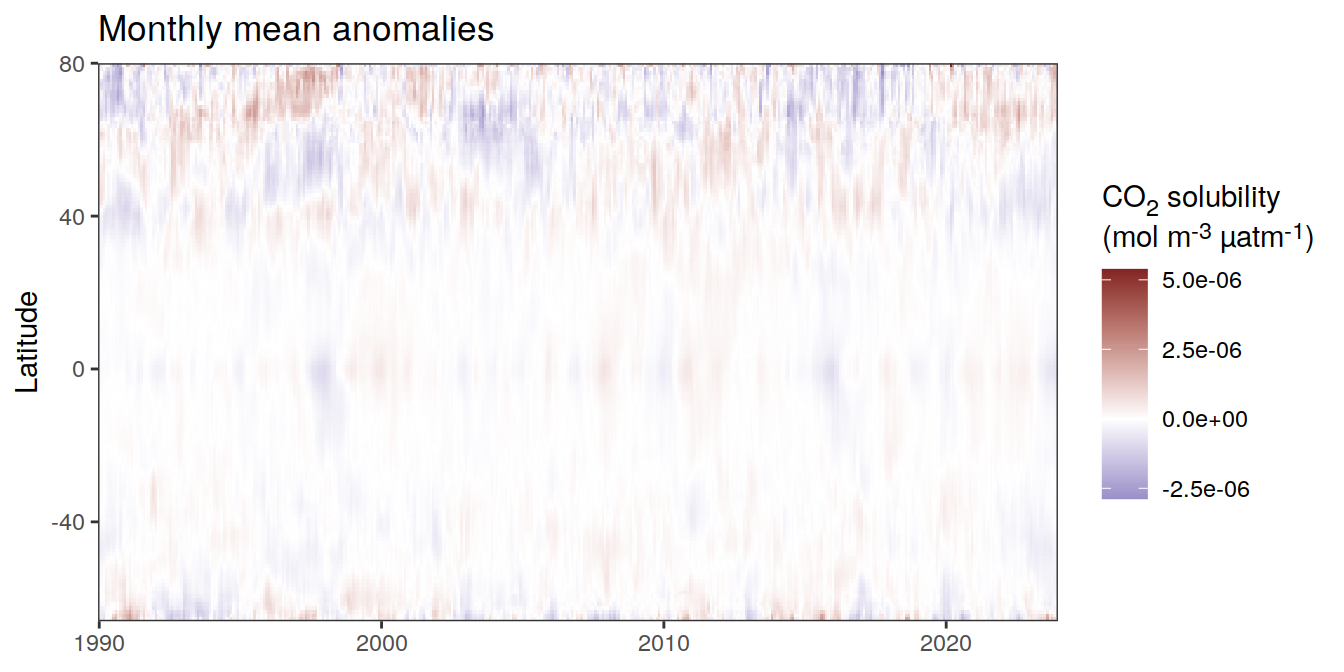 Monthly mean anomalies
80
40
0
-40
Latitude
1990
2000
2010
2020
CO₂ solubility
(mol m⁻³ µatm⁻¹)
5.0e-06
2.5e-06
0.0e+00
-2.5e-06